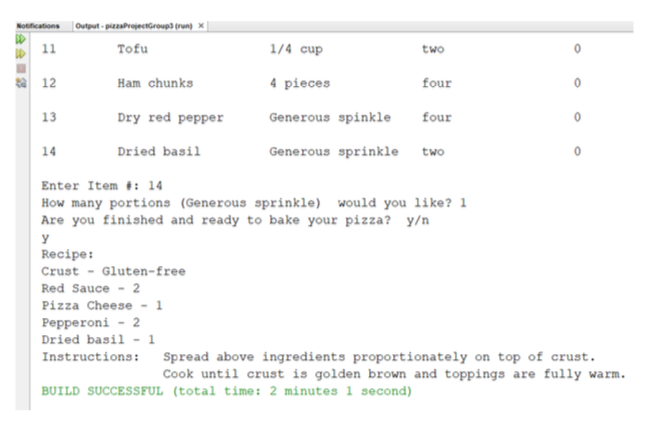 Notifications Output - pizzaProjectGroup3 (run) ×
11 Tofu 1/4 cup two 0
12 Ham chunks 4 pieces four 0
13 Dry red pepper Generous spinkle four 0
14 Dried basil Generous sprinkle two 0
Enter Item #: 14
How many portions (Generous sprinkle)  would you like? 1
Are you finished and ready to bake your pizza?  y/n
y
Recipe:
Crust - Gluten-free
Red Sauce - 2
Pizza Cheese - 1
Pepperoni - 2
Dried basil - 1
Instructions:   Spread above ingredients proportionately on top of crust.
Cook until crust is golden brown and toppings are fully warm.
BUILD SUCCESSFUL (total time: 2 minutes 1 second)